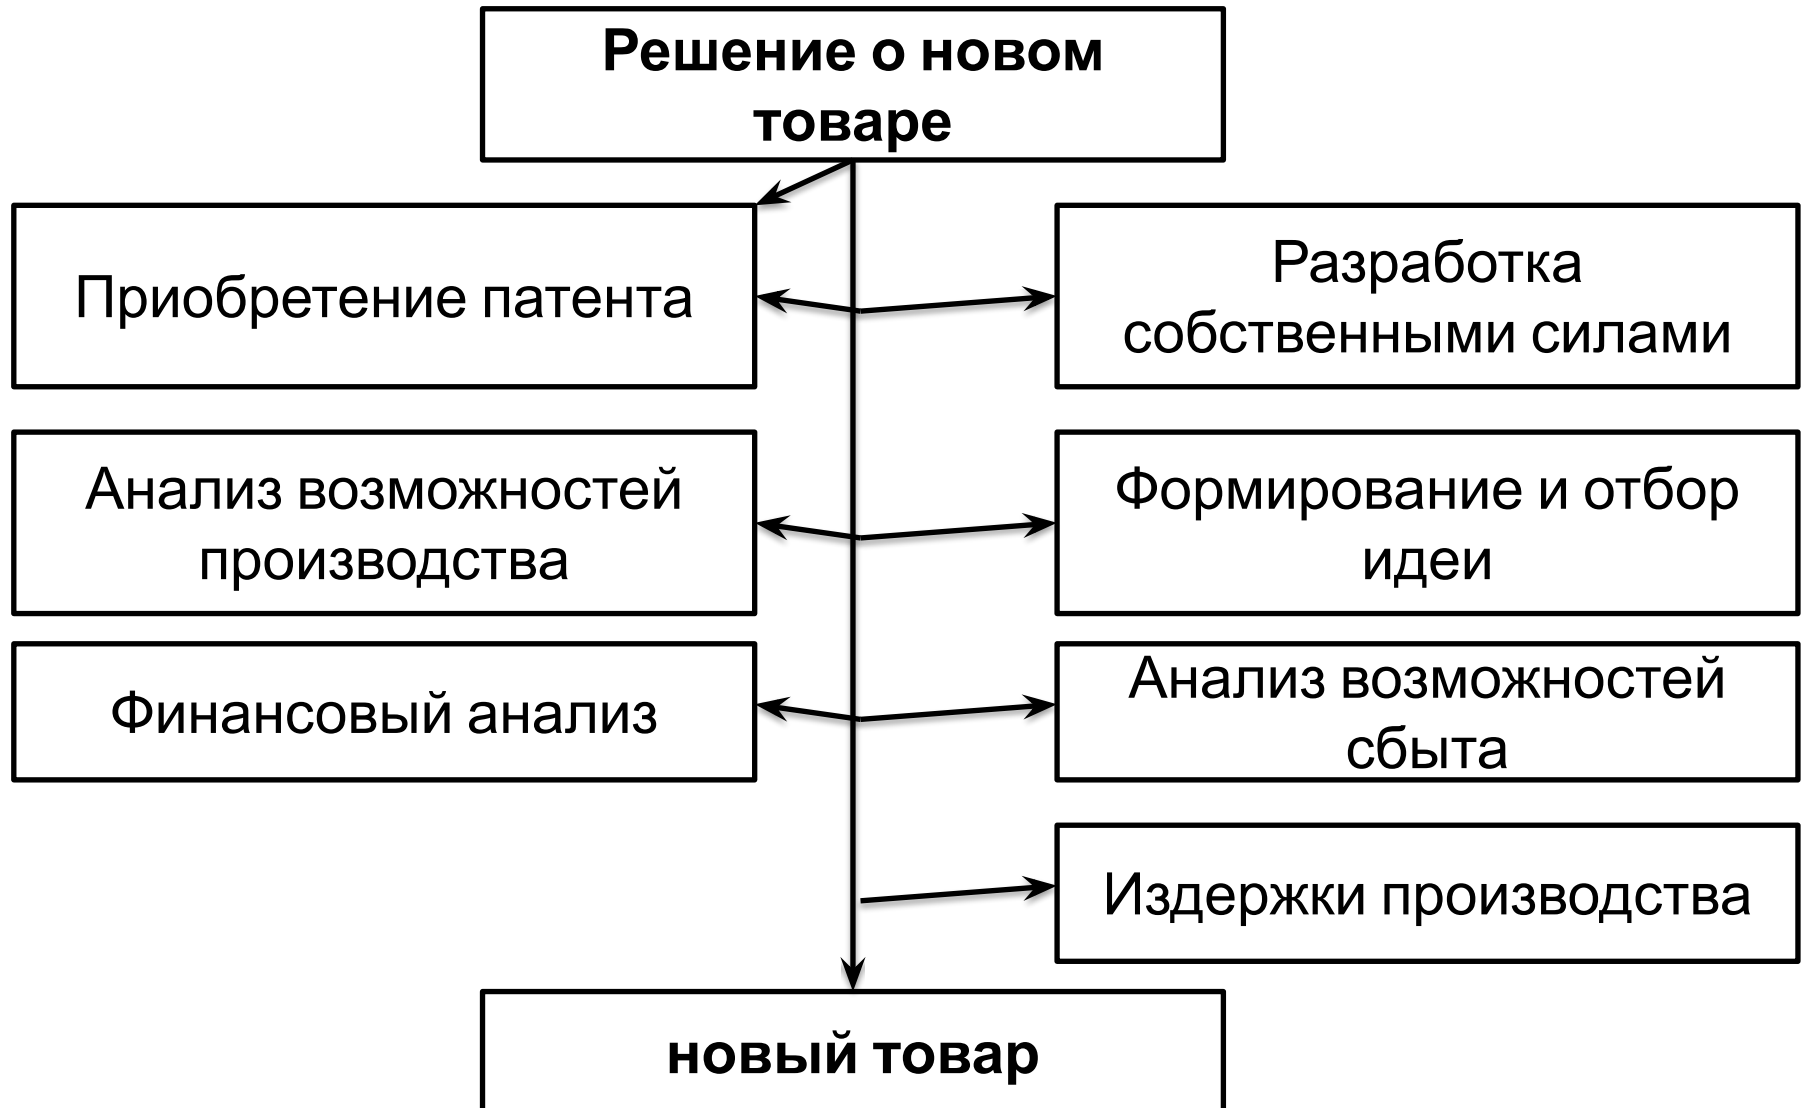 Решение о новом
товаре
Приобретение патента
Разработка
собственными силами
Анализ возможностей
производства
Формирование и отбор
идеи
Финансовый анализ
Анализ возможностей
сбыта
Издержки производства
новый товар